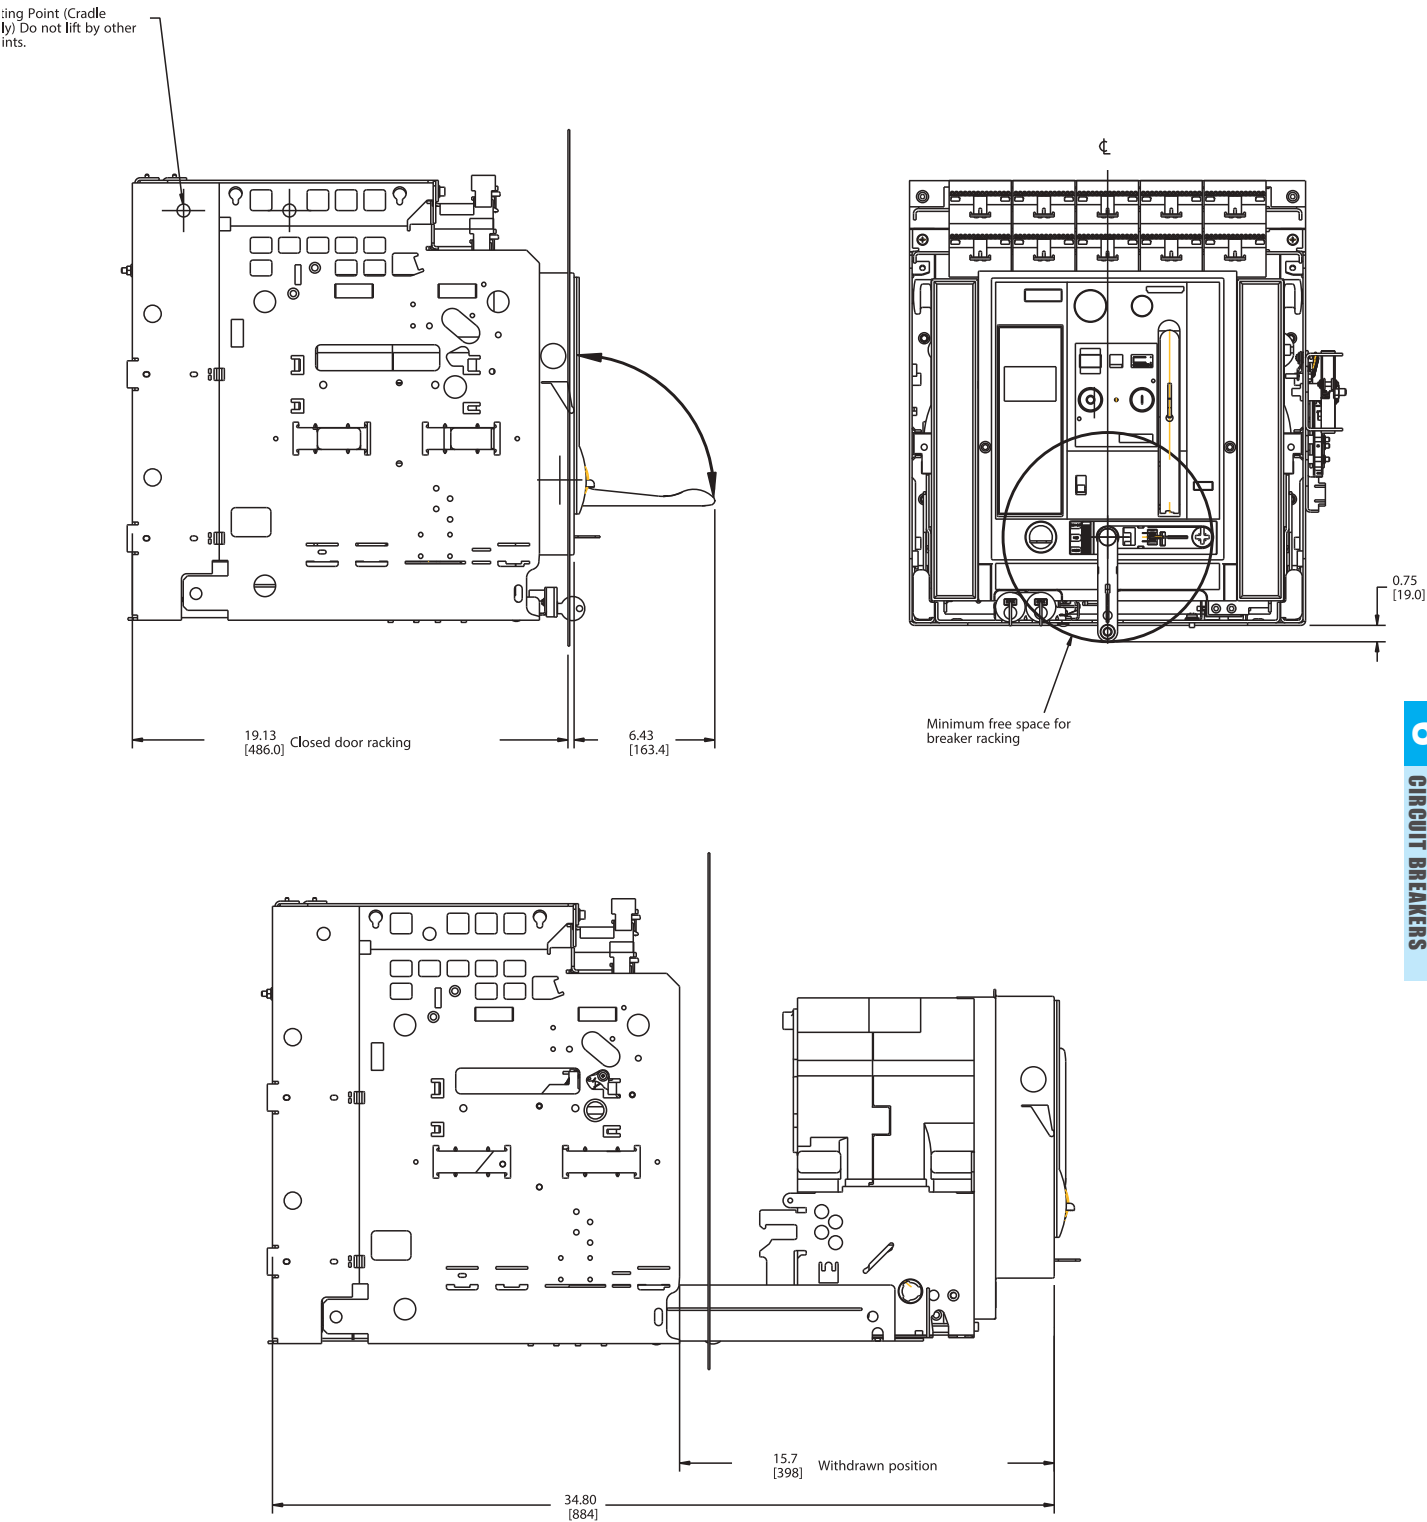 ting Point (Cradle
ly) Do not lift by other
ints.
0.75
[19.0]
Minimum free space for
breaker racking
19.13
[486.0]
Closed door racking
6.43
[163.4]
CIRCUIT BREAKERS
15.7
[398]
Withdrawn position
34.80
[884]